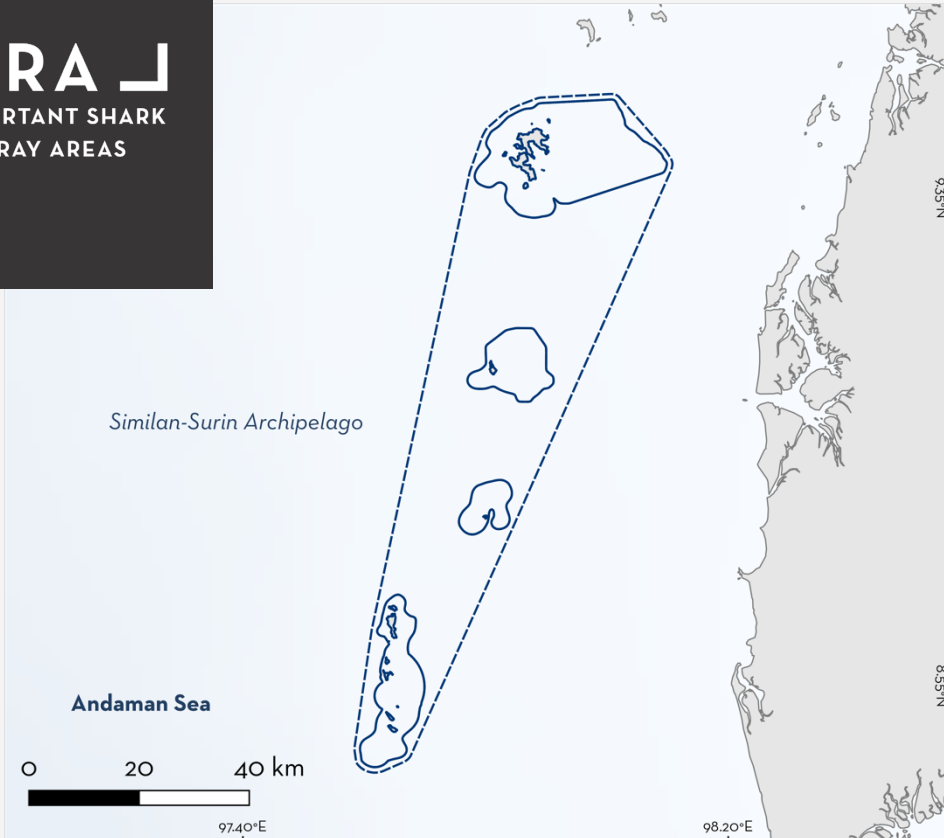 RA
RTANT SHARK
RAY AREAS
9.35°N
Similan-Surin Archipelago
8.55°N
Andaman Sea
0 20 40 km
97.40°E 98.20°E